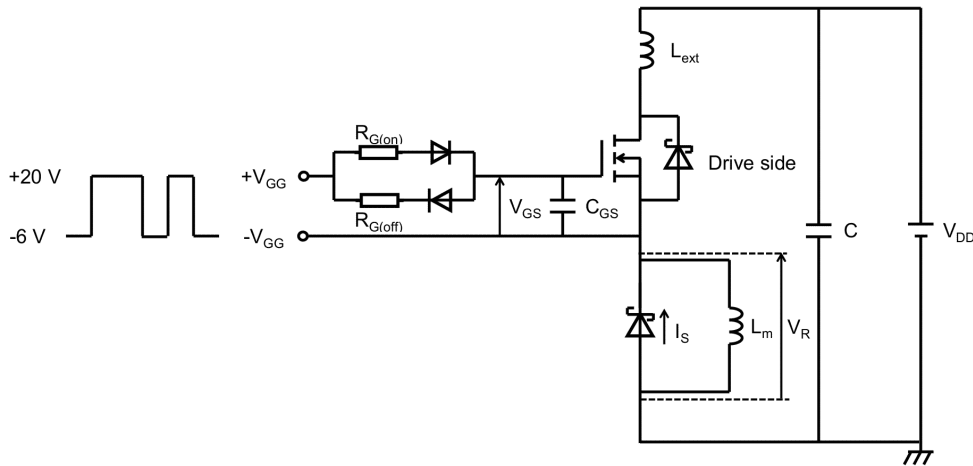 L_ext
R_G(on)
Drive side
+20 V
+V_GG
V_GS
C_GS
-6 V
R_G(off)
-V_GG
C
V_DD
I_S
L_m
V_R